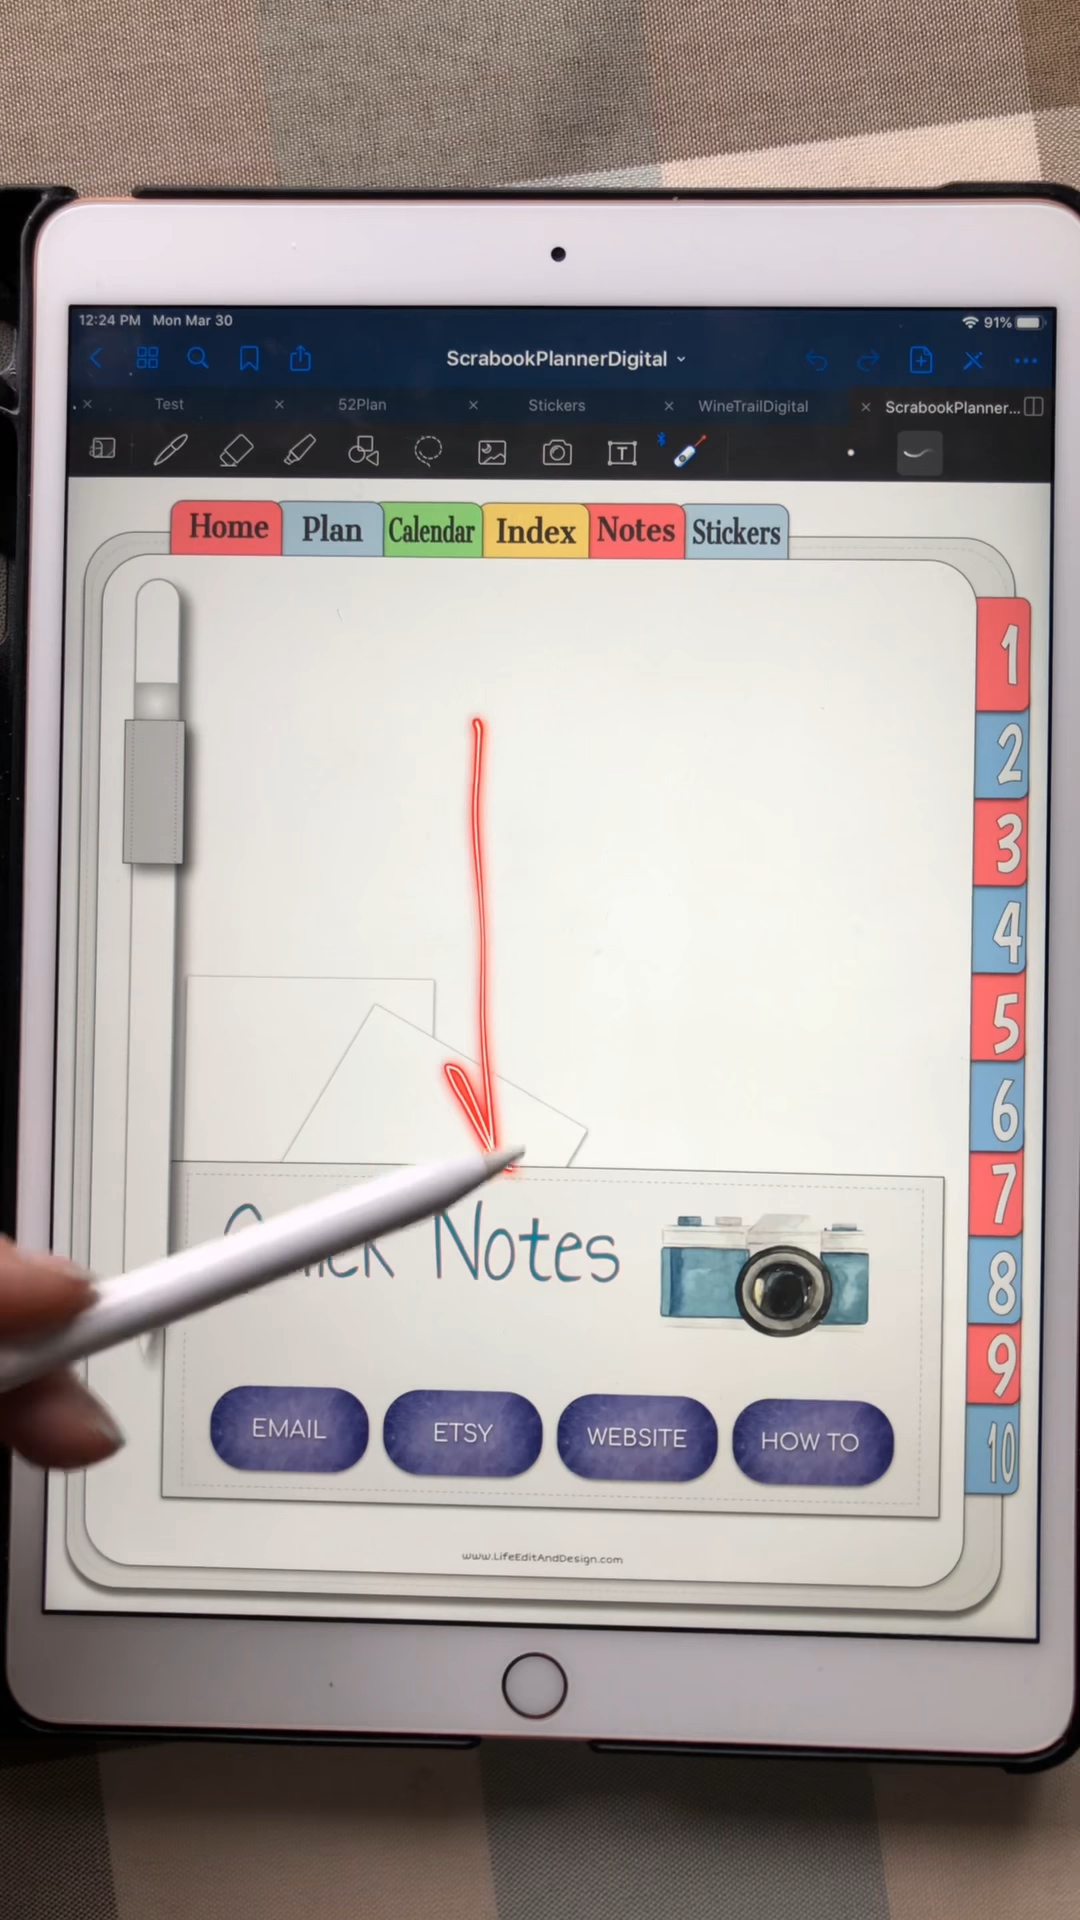 12:24 PM Mon Mar 30
91%
ScrabookPlannerDigital
Test
52Plan
Stickers
WineTrailDigital
ScrabookPlanner...
T
Home
Plan
Calendar
Index
Notes
Stickers
1
2
3
4
5
6
7
8
9
10
Notes
EMAIL
ETSY
WEBSITE
HOW TO
www.LifeEditAndDesign.com